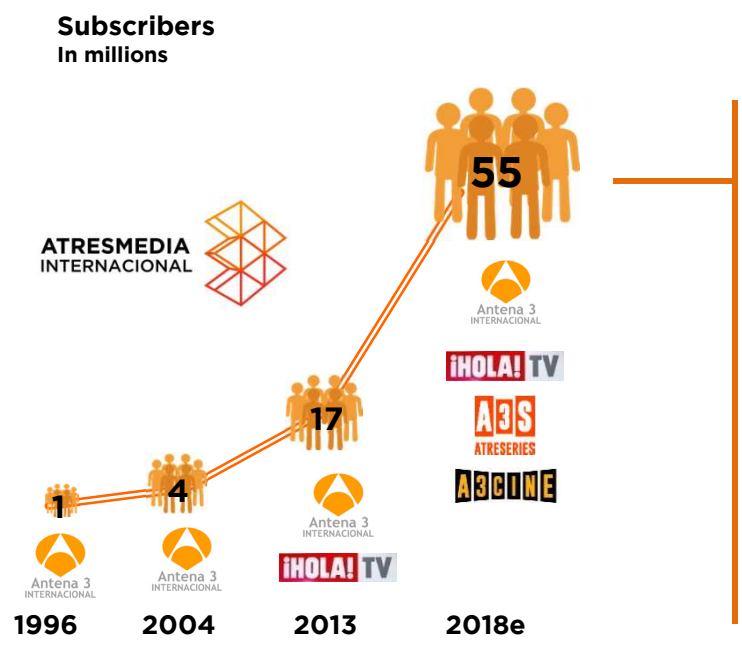 Subscribers
In millions
55
ATRESMEDIA
INTERNACIONAL
Antena 3
INTERNACIONAL
¡HOLA! TV
17
A3S
ATRESERIES
4
A3CINE
1
Antena 3
INTERNACIONAL
Antena 3
INTERNACIONAL
Antena 3
INTERNACIONAL
¡HOLA! TV
1996
2004
2013
2018e